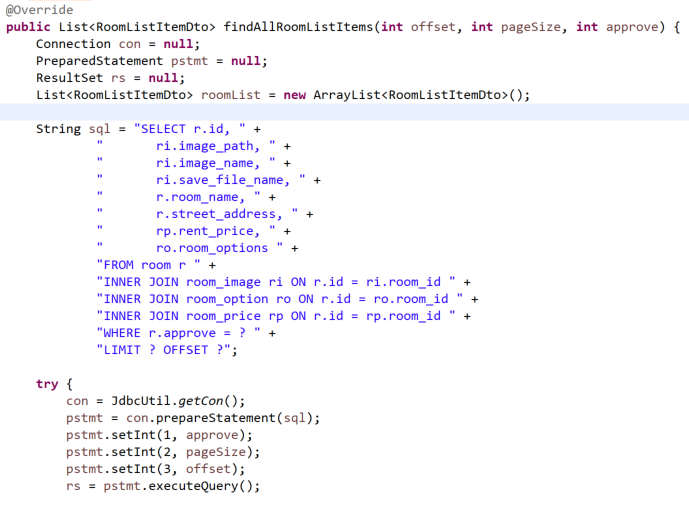 @Override
public List<RoomListItemDto> findAllRoomListItems(int offset, int pageSize, int approve) {
    Connection con = null;
    PreparedStatement pstmt = null;
    ResultSet rs = null;
    List<RoomListItemDto> roomList = new ArrayList<RoomListItemDto>();

    String sql = "SELECT r.id, " +
            "       ri.image_path, " +
            "       ri.image_name, " +
            "       ri.save_file_name, " +
            "       r.room_name, " +
            "       r.street_address, " +
            "       rp.rent_price, " +
            "       ro.room_options " +
            "FROM room r " +
            "INNER JOIN room_image ri ON r.id = ri.room_id " +
            "INNER JOIN room_option ro ON r.id = ro.room_id " +
            "INNER JOIN room_price rp ON r.id = rp.room_id " +
            "WHERE r.approve = ? " +
            "LIMIT ? OFFSET ?";

    try {
        con = JdbcUtil.getCon();
        pstmt = con.prepareStatement(sql);
        pstmt.setInt(1, approve);
        pstmt.setInt(2, pageSize);
        pstmt.setInt(3, offset);
        rs = pstmt.executeQuery();